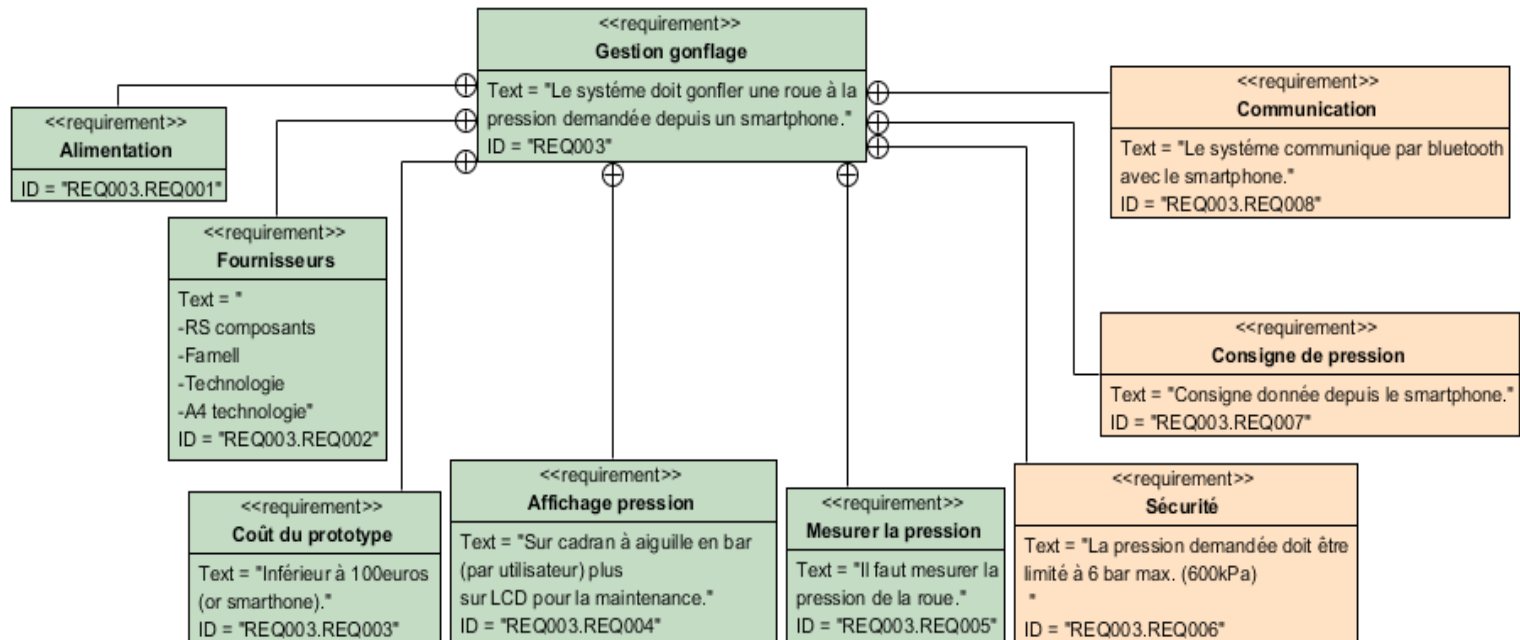 <<requirement>>
Gestion gonflage
Text = "Le systéme doit gonfler une roue à la
pression demandée depuis un smartphone."
ID = "REQ003"
<<requirement>>
Alimentation
ID = "REQ003.REQ001"
<<requirement>>
Communication
Text = "Le systéme communique par bluetooth
avec le smartphone."
ID = "REQ003.REQ008"
<<requirement>>
Fournisseurs
Text = "
-RS composants
-Farnell
-Technologie
-A4 technologie"
ID = "REQ003.REQ002"
<<requirement>>
Consigne de pression
Text = "Consigne donnée depuis le smartphone."
ID = "REQ003.REQ007"
<<requirement>>
Coût du prototype
Text = "Inférieur à 100euros
(or smarthone)."
ID = "REQ003.REQ003"
<<requirement>>
Affichage pression
Text = "Sur cadran à aiguille en bar
(par utilisateur) plus
sur LCD pour la maintenance."
ID = "REQ003.REQ004"
<<requirement>>
Mesurer la pression
Text = "Il faut mesurer la
pression de la roue."
ID = "REQ003.REQ005"
<<requirement>>
Sécurité
Text = "La pression demandée doit être
limité à 6 bar max. (600kPa)
"
ID = "REQ003.REQ006"